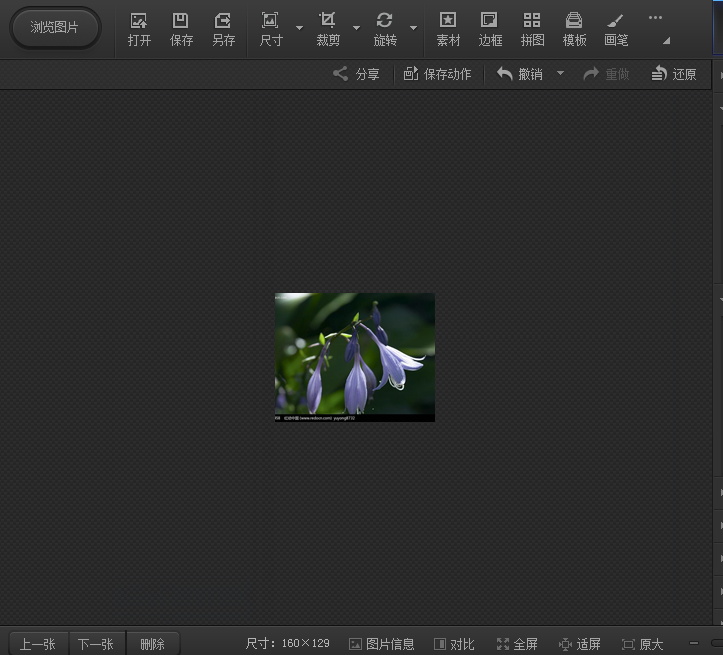 浏览图片 打开 保存 另存 尺寸 裁剪 旋转 素材 边框 拼图 模板 画笔
分享 保存动作 撤销 重做 还原
上一张 下一张 删除 尺寸：160×129 图片信息 对比 全屏 适屏 原大